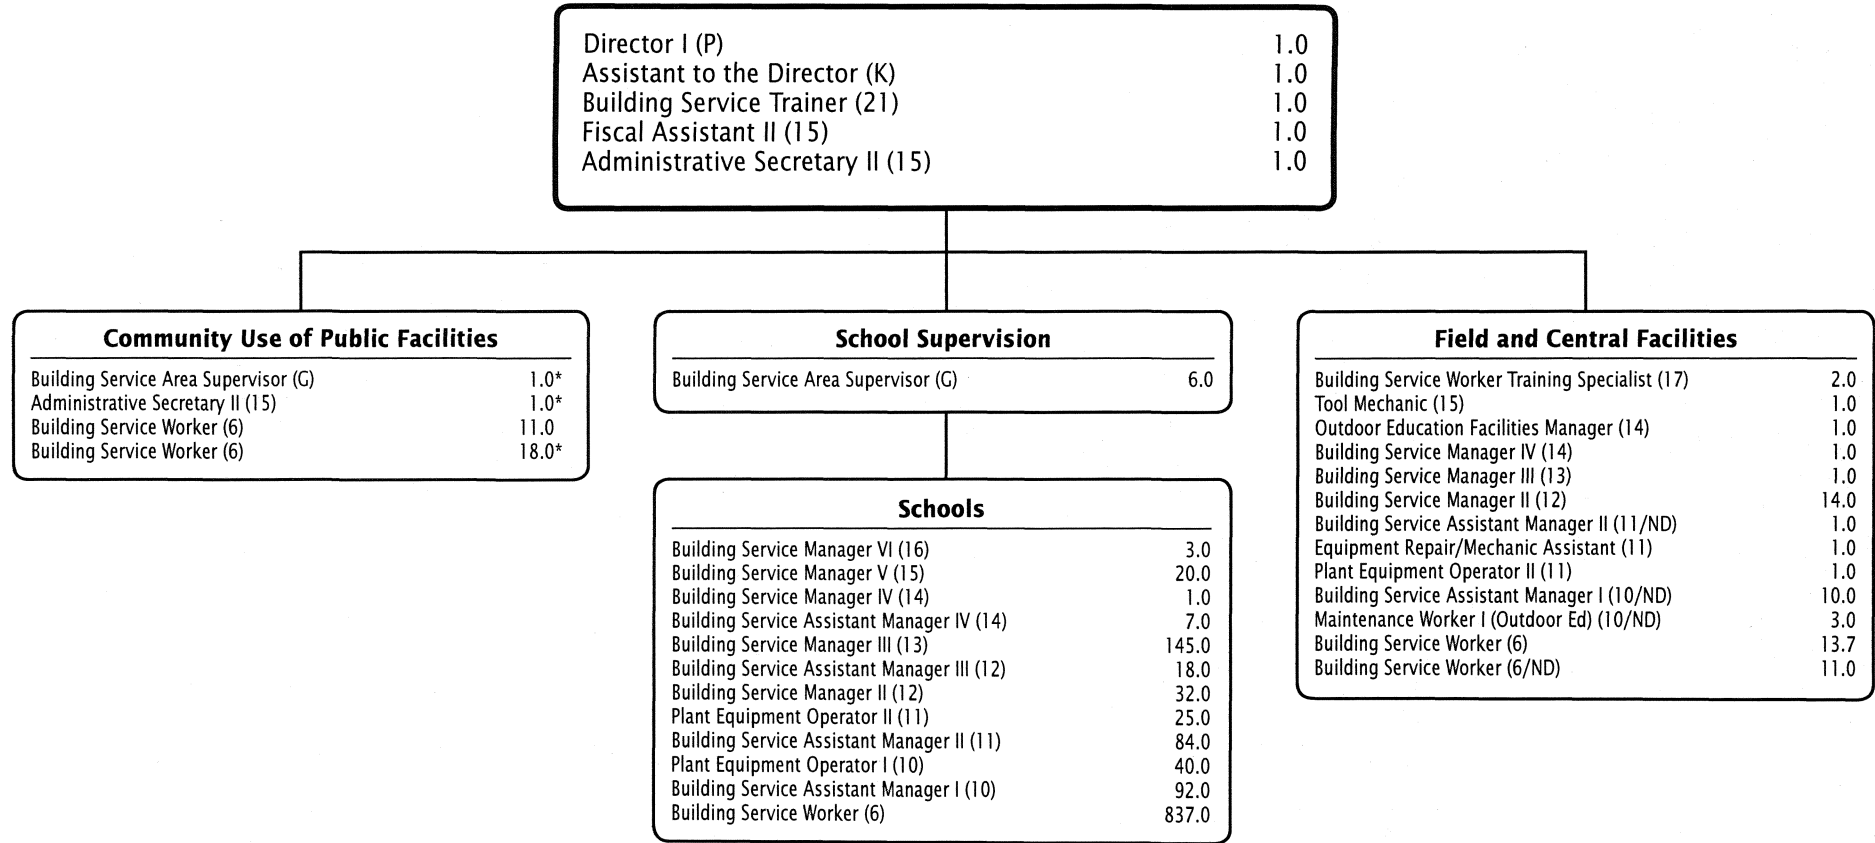 Director I (P) 1.0
Assistant to the Director (K) 1.0
Building Service Trainer (21) 1.0
Fiscal Assistant II (15) 1.0
Administrative Secretary II (15) 1.0
Community Use of Public Facilities
Building Service Area Supervisor (G) 1.0*
Administrative Secretary II (15) 1.0*
Building Service Worker (6) 11.0
Building Service Worker (6) 18.0*
School Supervision
Building Service Area Supervisor (G) 6.0
Schools
Building Service Manager VI (16) 3.0
Building Service Manager V (15) 20.0
Building Service Manager IV (14) 1.0
Building Service Assistant Manager IV (14) 7.0
Building Service Manager III (13) 145.0
Building Service Assistant Manager III (12) 18.0
Building Service Manager II (12) 32.0
Plant Equipment Operator II (11) 25.0
Building Service Assistant Manager II (11) 84.0
Plant Equipment Operator I (10) 40.0
Building Service Assistant Manager I (10) 92.0
Building Service Worker (6) 837.0
Field and Central Facilities
Building Service Worker Training Specialist (17) 2.0
Tool Mechanic (15) 1.0
Outdoor Education Facilities Manager (14) 1.0
Building Service Manager IV (14) 1.0
Building Service Manager III (13) 1.0
Building Service Manager II (12) 14.0
Building Service Assistant Manager II (11/ND) 1.0
Equipment Repair/Mechanic Assistant (11) 1.0
Plant Equipment Operator II (11) 1.0
Building Service Assistant Manager I (10/ND) 10.0
Maintenance Worker I (Outdoor Ed) (10/ND) 3.0
Building Service Worker (6) 13.7
Building Service Worker (6/ND) 11.0